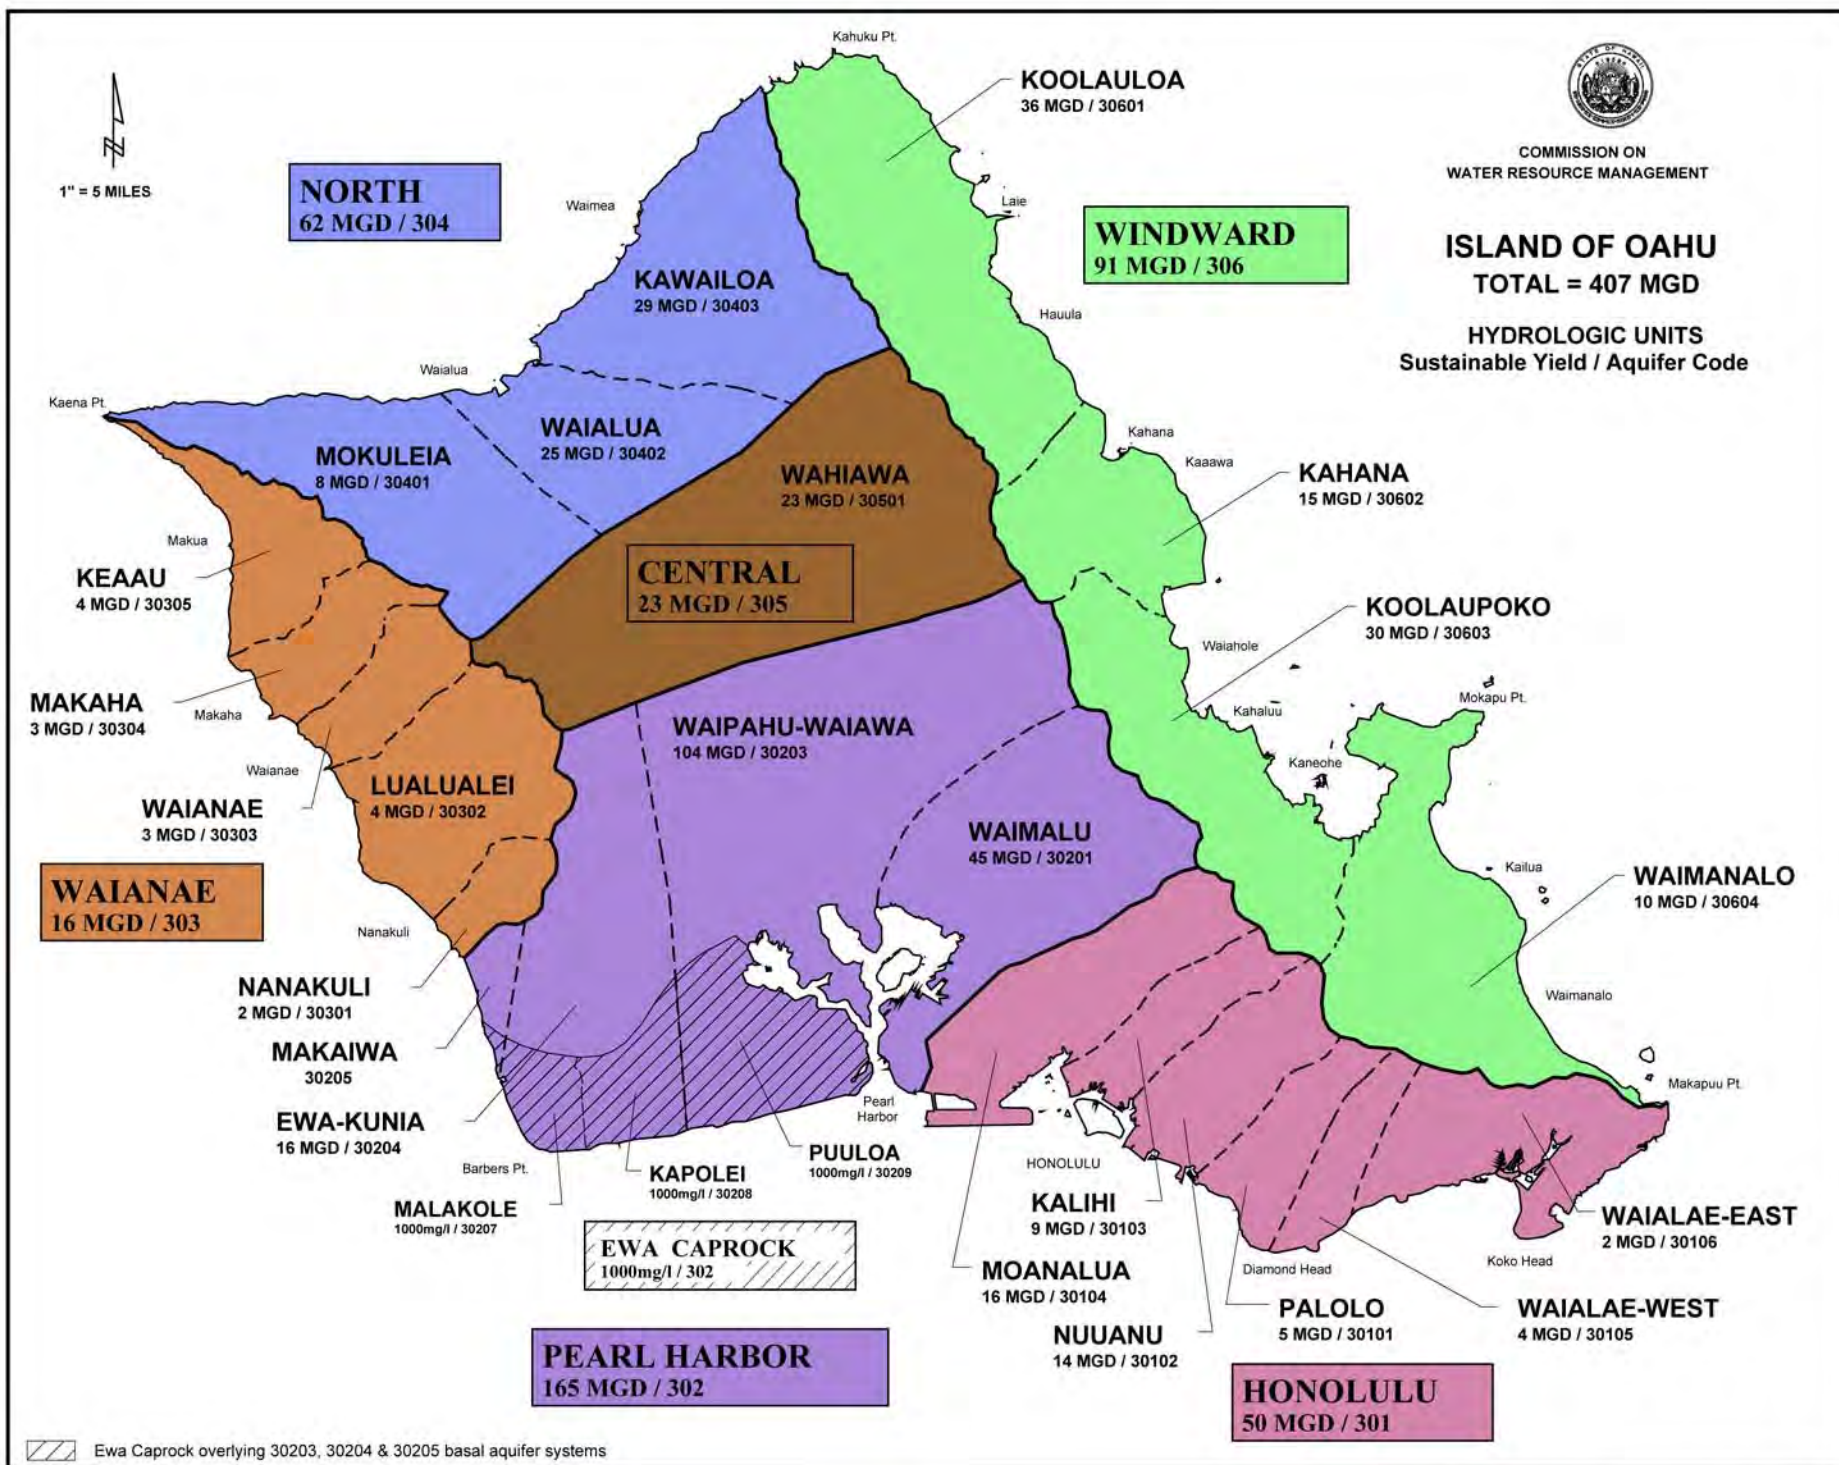 Kahuku Pt.
KOOLAULOA
36 MGD / 30601
STATE OF HAWAII
COMMISSION ON
WATER RESOURCE MANAGEMENT
1" = 5 MILES
NORTH
62 MGD / 304
Waimea
Laie
WINDWARD
91 MGD / 306
ISLAND OF OAHU
TOTAL = 407 MGD
KAWAILOA
29 MGD / 30403
Hauula
HYDROLOGIC UNITS
Sustainable Yield / Aquifer Code
Waialua
Kaena Pt.
WAIALUA
25 MGD / 30402
MOKULEIA
8 MGD / 30401
WAHIAWA
23 MGD / 30501
Kahana
Kaaawa
KAHANA
15 MGD / 30602
Makua
KEAAU
4 MGD / 30305
CENTRAL
23 MGD / 305
KOOLAUPOKO
30 MGD / 30603
Waiahole
MAKAHA
3 MGD / 30304
Makaha
WAIPAHU-WAIAWA
104 MGD / 30203
Kahaluu
Mokapu Pt.
Waianae
WAIANAE
3 MGD / 30303
LUALUALEI
4 MGD / 30302
Kaneohe
WAIMALU
45 MGD / 30201
Kailua
WAIMANALO
10 MGD / 30604
WAIANAE
16 MGD / 303
Nanakuli
NANAKULI
2 MGD / 30301
Waimanalo
MAKAIWA
30205
EWA-KUNIA
16 MGD / 30204
Makapuu Pt.
Pearl
Harbor
Barbers Pt.
MALAKOLE
1000mg/l / 30207
KAPOLEI
1000mg/l / 30208
PUULOA
1000mg/l / 30209
HONOLULU
KALIHI
9 MGD / 30103
MOANALUA
16 MGD / 30104
NUUANU
14 MGD / 30102
Diamond Head
PALOLO
5 MGD / 30101
Koko Head
WAIALAE-EAST
2 MGD / 30106
WAIALAE-WEST
4 MGD / 30105
EWA CAPROCK
1000mg/l / 302
PEARL HARBOR
165 MGD / 302
HONOLULU
50 MGD / 301
Ewa Caprock overlying 30203, 30204 & 30205 basal aquifer systems